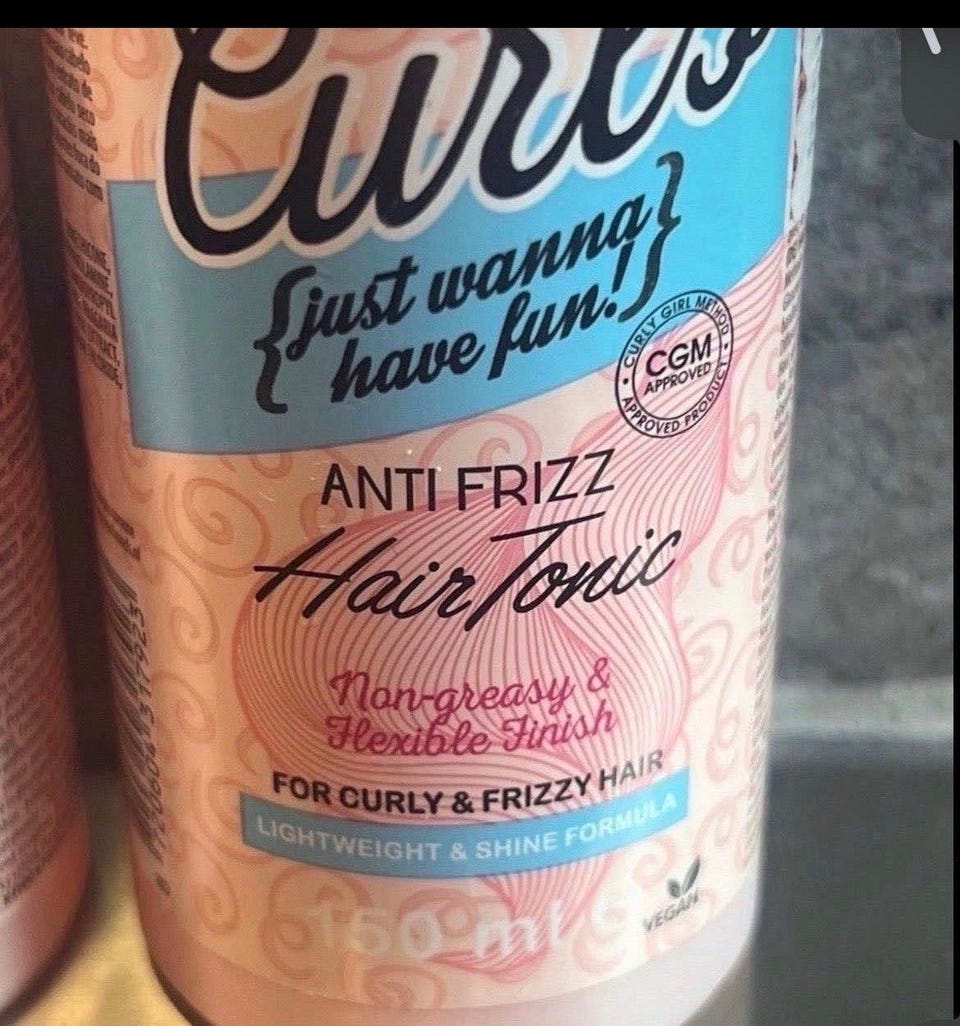 Curls
{just wanna
have fun!}
CURLY GIRL METHOD
CGM
APPROVED
APPROVED PRODUCT
ANTI FRIZZ
Hair Tonic
Non-greasy &
Flexible Finish
FOR CURLY & FRIZZY HAIR
LIGHTWEIGHT & SHINE FORMULA
150 ml
VEGAN